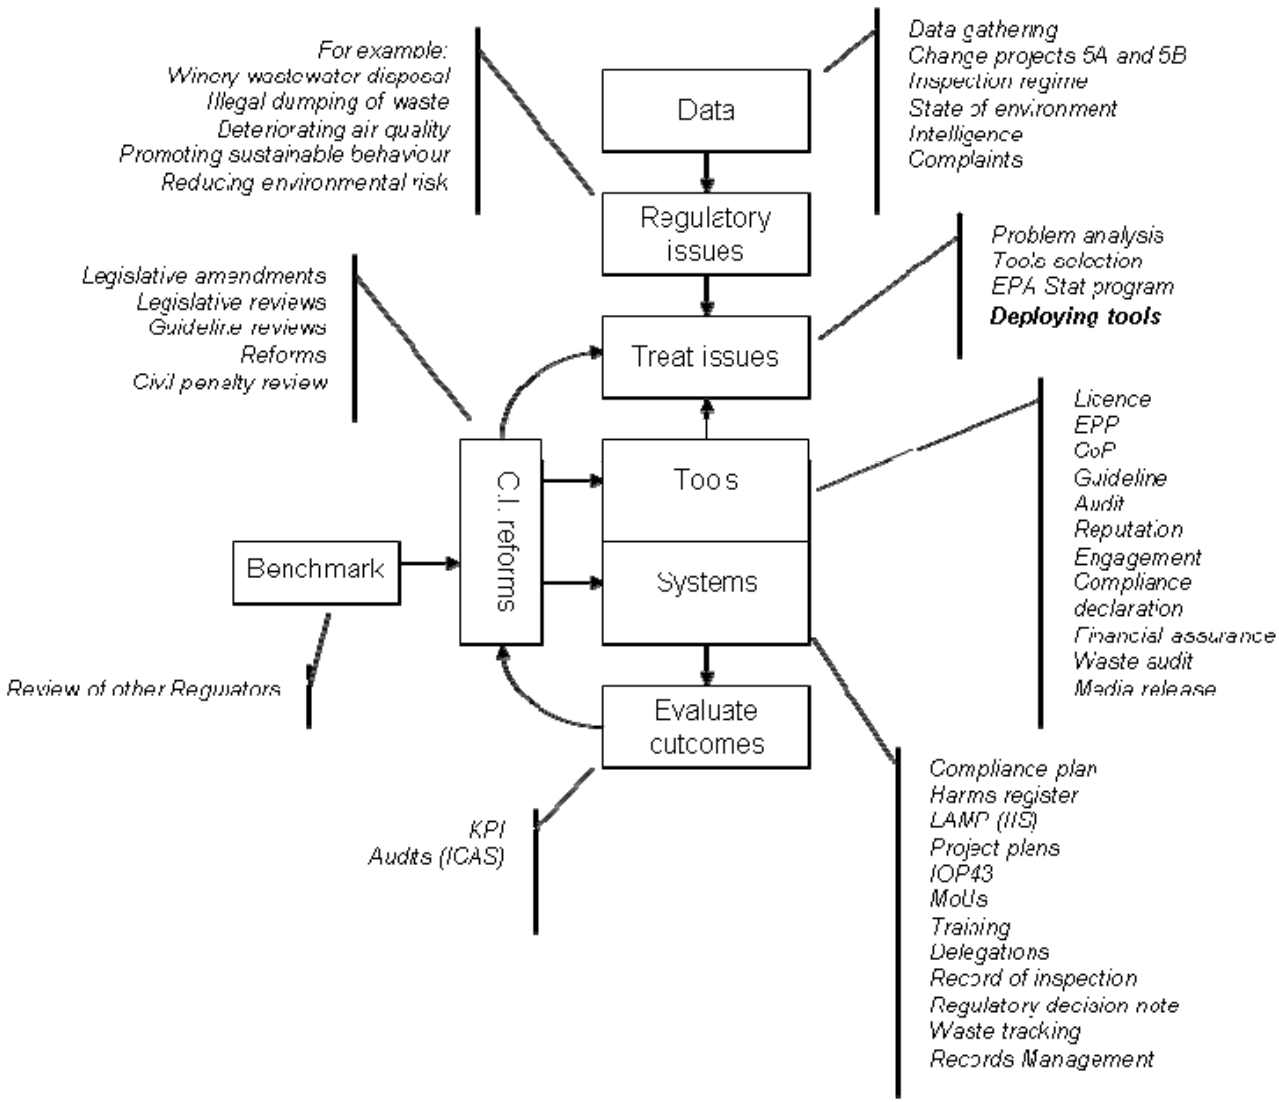 For example:
Winery wastewater disposal
Illegal dumping of waste
Deteriorating air quality
Promoting sustainable behaviour
Reducing environmental risk
Data
Data gathering
Change projects 5A and 5B
Inspection regime
State of environment
Intelligence
Complaints
Regulatory
issues
Legislative amendments
Legislative reviews
Guideline reviews
Reforms
Civil penalty review
Treat issues
Problem analysis
Tools selection
EPA Stat program
Deploying tools
C.I. reforms
Tools
Systems
Licence
EPP
CoP
Guideline
Audit
Reputation
Engagement
Compliance
declaration
Financial assurance
Waste audit
Media release
Benchmark
Review of other Regulators
Evaluate
outcomes
KPI
Audits (ICAS)
Compliance plan
Harms register
LAMP (IIS)
Project plans
IOP43
MoUs
Training
Delegations
Record of inspection
Regulatory decision note
Waste tracking
Records Management